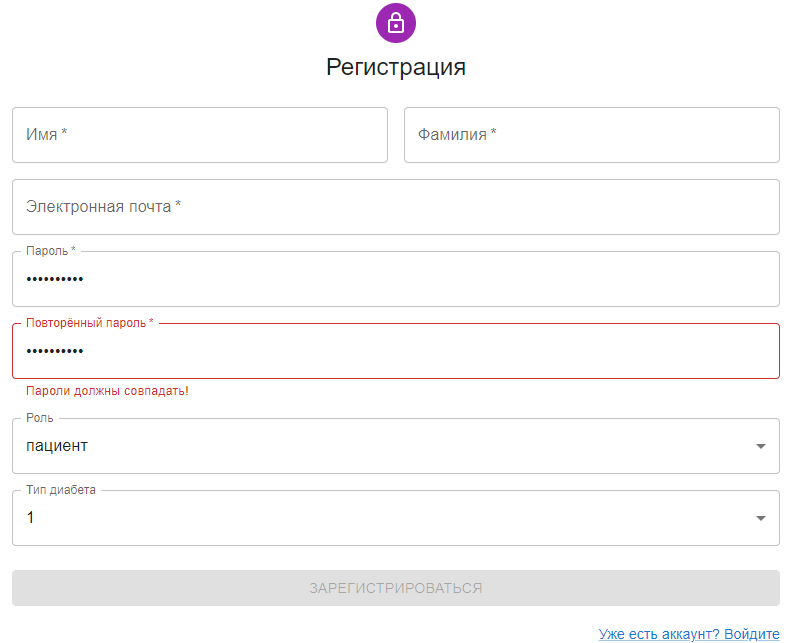 Регистрация
Имя *
Фамилия *
Электронная почта *
Пароль *
••••••••••
Повторённый пароль *
••••••••••
Пароли должны совпадать!
Роль
пациент
Тип диабета
1
ЗАРЕГИСТРИРОВАТЬСЯ
Уже есть аккаунт? Войдите